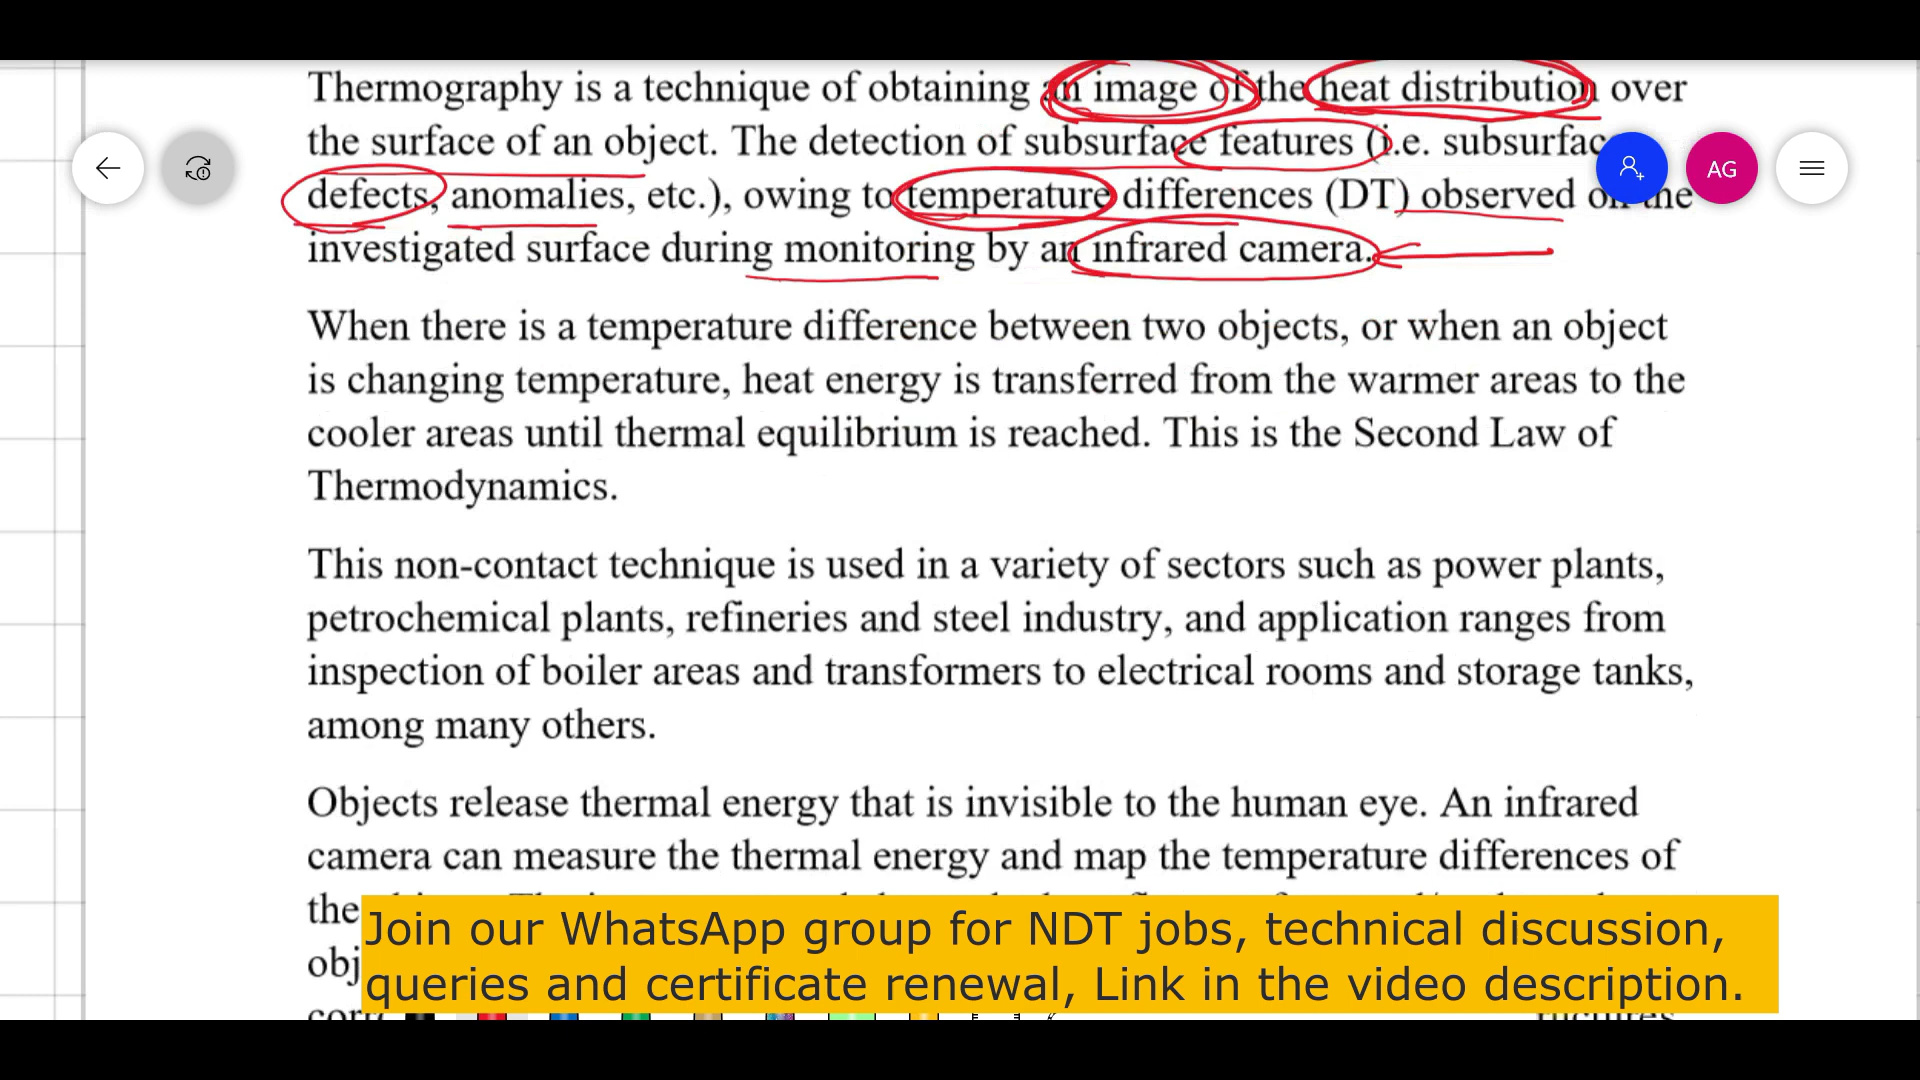 Thermography is a technique of obtaining an image of the heat distribution over
the surface of an object. The detection of subsurface features (i.e. subsurface
AG
defects, anomalies, etc.), owing to temperature differences (DT) observed on the
investigated surface during monitoring by an infrared camera.
When there is a temperature difference between two objects, or when an object
is changing temperature, heat energy is transferred from the warmer areas to the
cooler areas until thermal equilibrium is reached. This is the Second Law of
Thermodynamics.
This non-contact technique is used in a variety of sectors such as power plants,
petrochemical plants, refineries and steel industry, and application ranges from
inspection of boiler areas and transformers to electrical rooms and storage tanks,
among many others.
Objects release thermal energy that is invisible to the human eye. An infrared
camera can measure the thermal energy and map the temperature differences of
the
Join our WhatsApp group for NDT jobs, technical discussion,
queries and certificate renewal, Link in the video description.